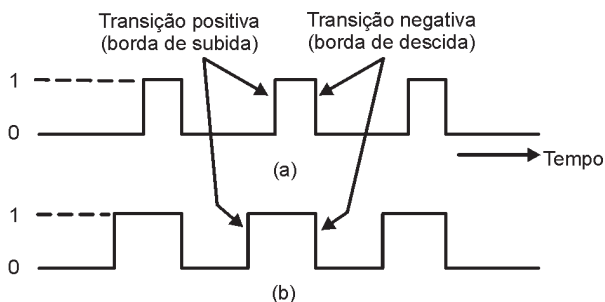 Transição positiva
(borda de subida)
Transição negativa
(borda de descida)
1
0
(a)
Tempo
1
0
(b)